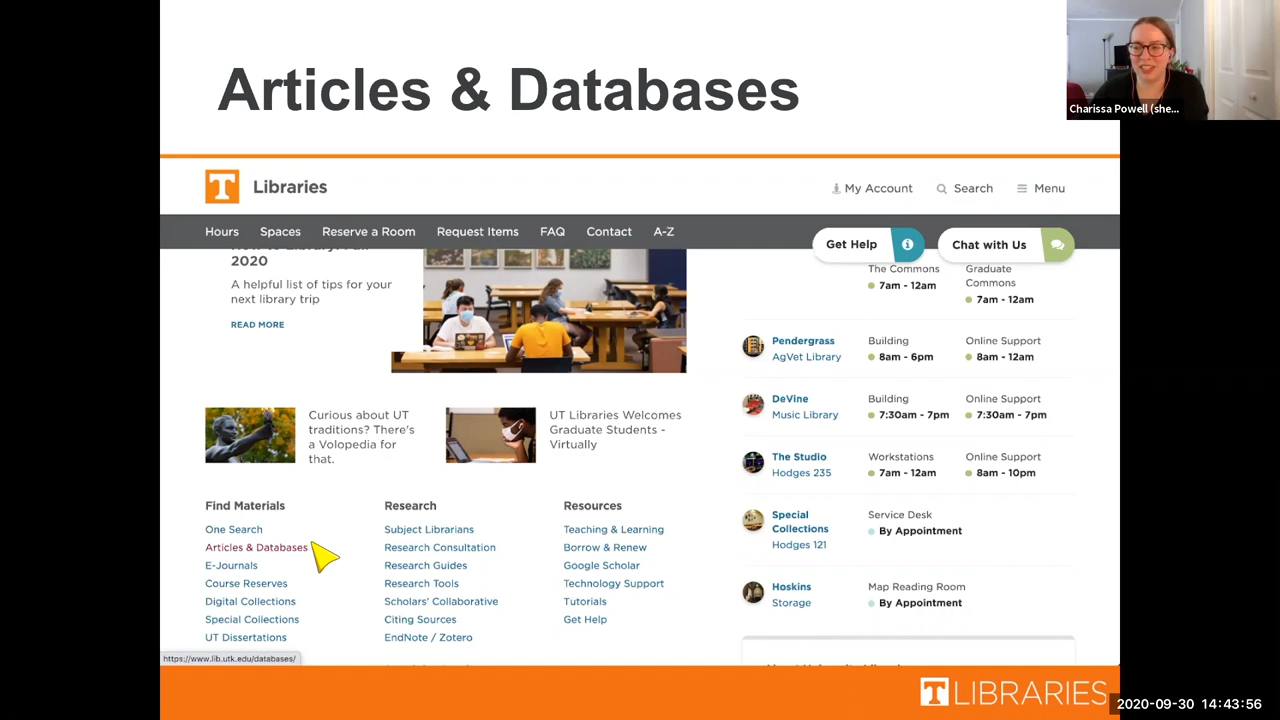 Articles & Databases
Charissa Powell (she...
T Libraries
My Account
Search
Menu
Hours
Spaces
Reserve a Room
Request Items
FAQ
Contact
A-Z
Get Help
Chat with Us
2020
A helpful list of tips for your
next library trip
READ MORE
Curious about UT
traditions? There's
a Volopedia for
that.
UT Libraries Welcomes
Graduate Students -
Virtually
The Commons
7am - 12am
Graduate
Commons
7am - 12am
Pendergrass
AgVet Library
Building
8am - 6pm
Online Support
8am - 12am
DeVine
Music Library
Building
7:30am - 7pm
Online Support
7:30am - 7pm
The Studio
Hodges 235
Workstations
7am - 12am
Online Support
8am - 10pm
Special
Collections
Hodges 121
Service Desk
By Appointment
Hoskins
Storage
Map Reading Room
By Appointment
Find Materials
One Search
Articles & Databases
E-Journals
Course Reserves
Digital Collections
Special Collections
UT Dissertations
Research
Subject Librarians
Research Consultation
Research Guides
Research Tools
Scholars' Collaborative
Citing Sources
EndNote / Zotero
Resources
Teaching & Learning
Borrow & Renew
Google Scholar
Technology Support
Tutorials
Get Help
https://www.lib.utk.edu/databases/
T LIBRARIES
2020-09-30 14:43:56